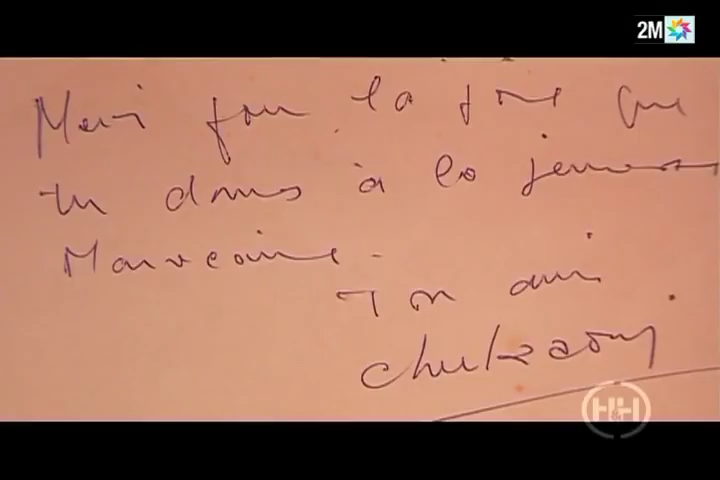 2M
Merci pour la joie que
tu donnes à la jeunesse
Marocaine.
Ton ami
H&H